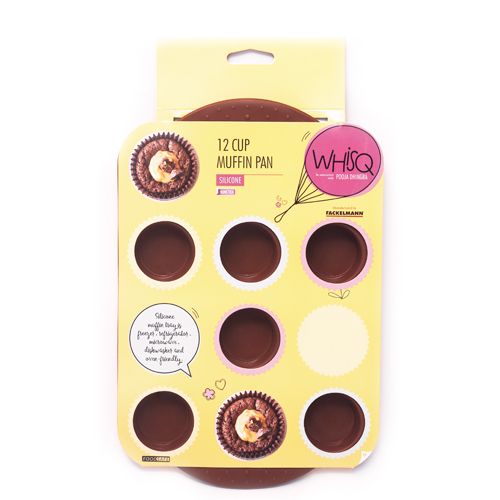 12 CUP
MUFFIN PAN
SILICONE
WHISQ
POOJA DHINGRA
FACKELMANN
Silicone
muffin tray is
freezer, refrigerator,
microwave,
dishwasher and
oven friendly.